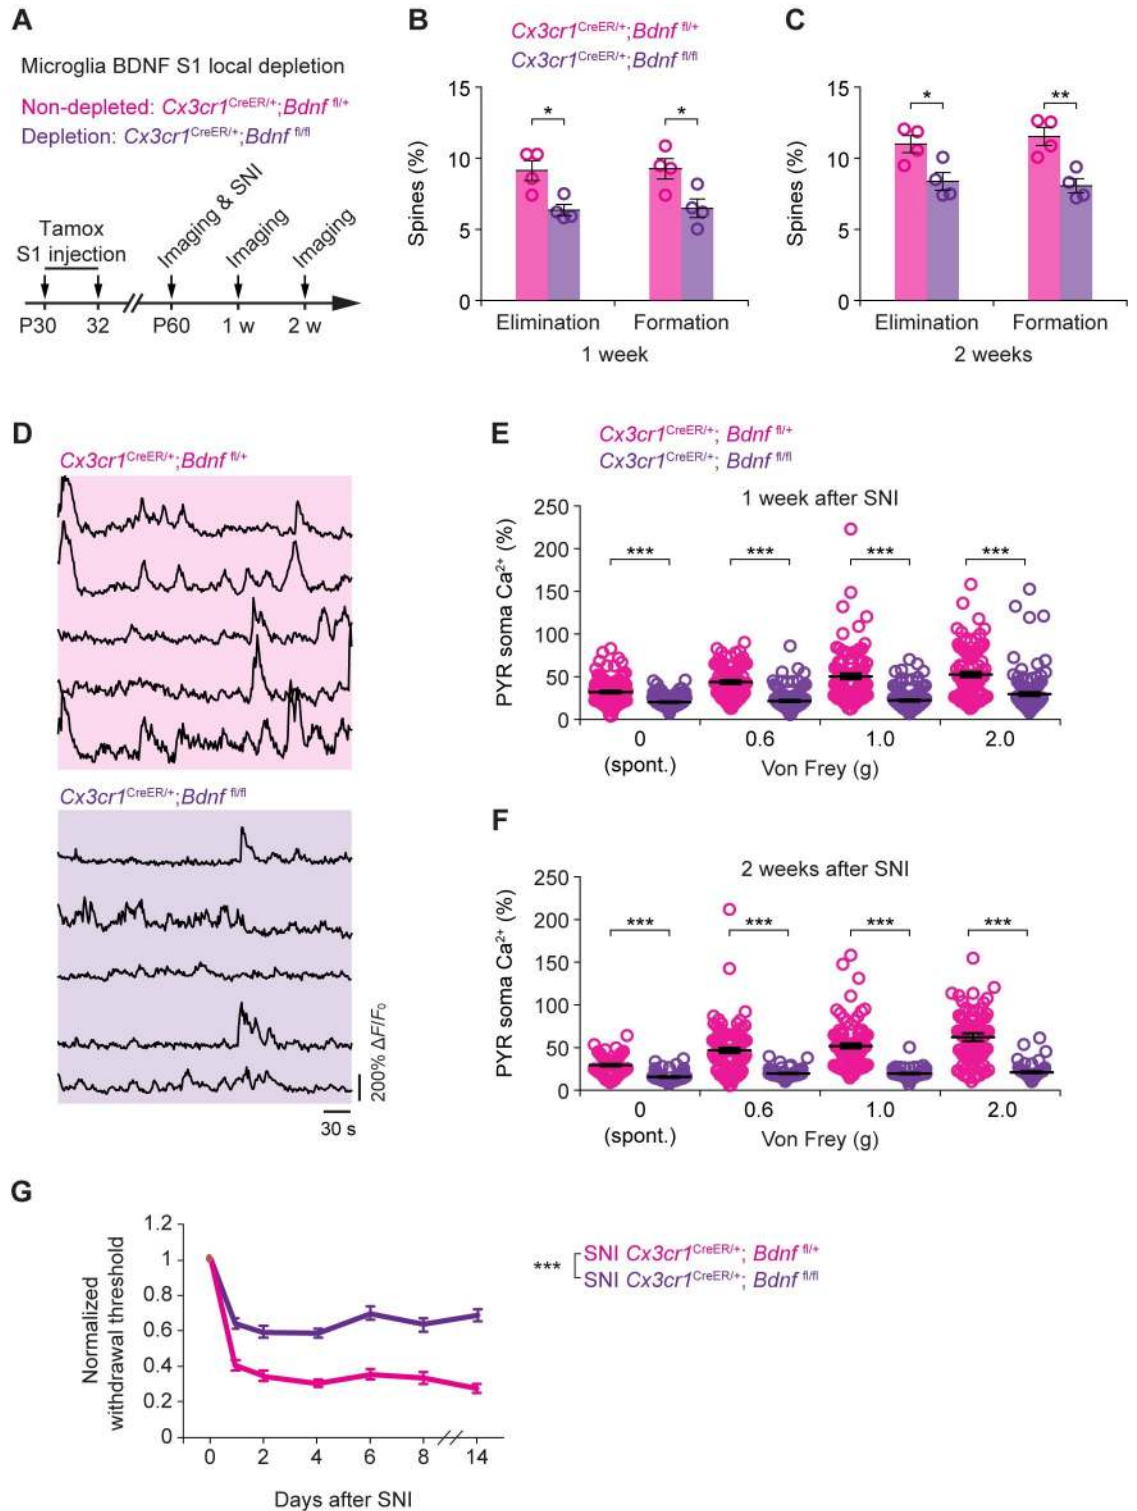 A
Microglia BDNF S1 local depletion
Non-depleted: Cx3cr1CreER/+;Bdnf fl/+
Depletion: Cx3cr1CreER/+;Bdnf fl/fl
Tamox
S1 injection
Imaging & SNI
Imaging
Imaging
P30
32
P60
1 w
2 w
B
Cx3cr1CreER/+;Bdnf fl/+
Cx3cr1CreER/+;Bdnf fl/fl
Spines (%)
15
10
5
0
*
*
Elimination
Formation
1 week
C
Spines (%)
15
10
5
0
*
**
Elimination
Formation
2 weeks
D
Cx3cr1CreER/+;Bdnf fl/+
Cx3cr1CreER/+;Bdnf fl/fl
200% ΔF/F0
30 s
E
Cx3cr1CreER/+; Bdnf fl/+
Cx3cr1CreER/+; Bdnf fl/fl
1 week after SNI
PYR soma Ca2+ (%)
250
200
150
100
50
0
***
***
***
***
0
0.6
1.0
2.0
(spont.)
Von Frey (g)
F
2 weeks after SNI
PYR soma Ca2+ (%)
250
200
150
100
50
0
***
***
***
***
0
0.6
1.0
2.0
(spont.)
Von Frey (g)
G
Normalized
withdrawal threshold
1.2
1
0.8
0.6
0.4
0.2
0
0
2
4
6
8
14
Days after SNI
***
SNI Cx3cr1CreER/+; Bdnf fl/+
SNI Cx3cr1CreER/+; Bdnf fl/fl